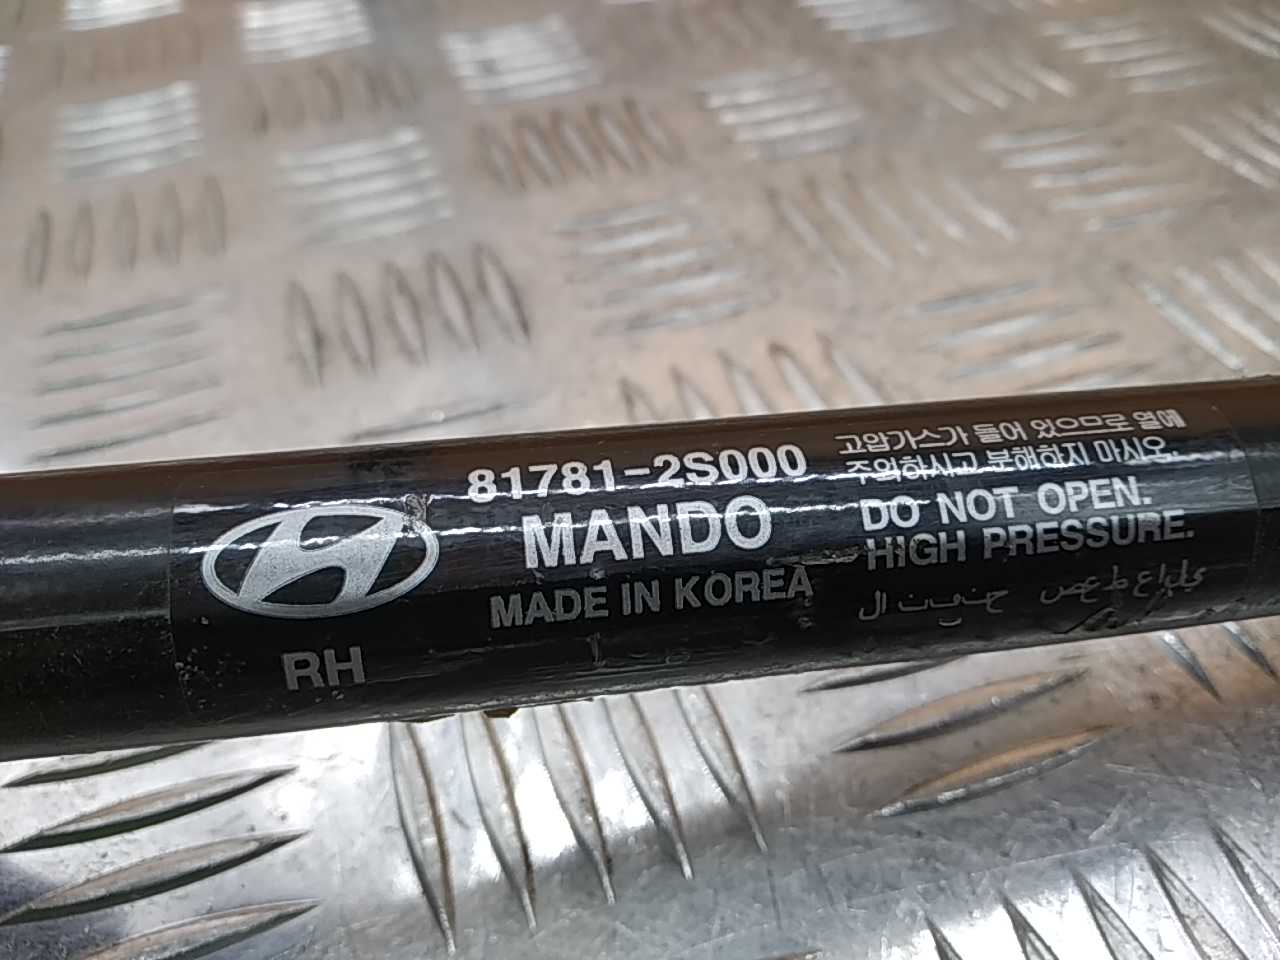 81781-2S000
MANDO
MADE IN KOREA
RH
고압가스가 들어 있으므로 열에
주의하시고 분해하지 마시오.
DO NOT OPEN.
HIGH PRESSURE.